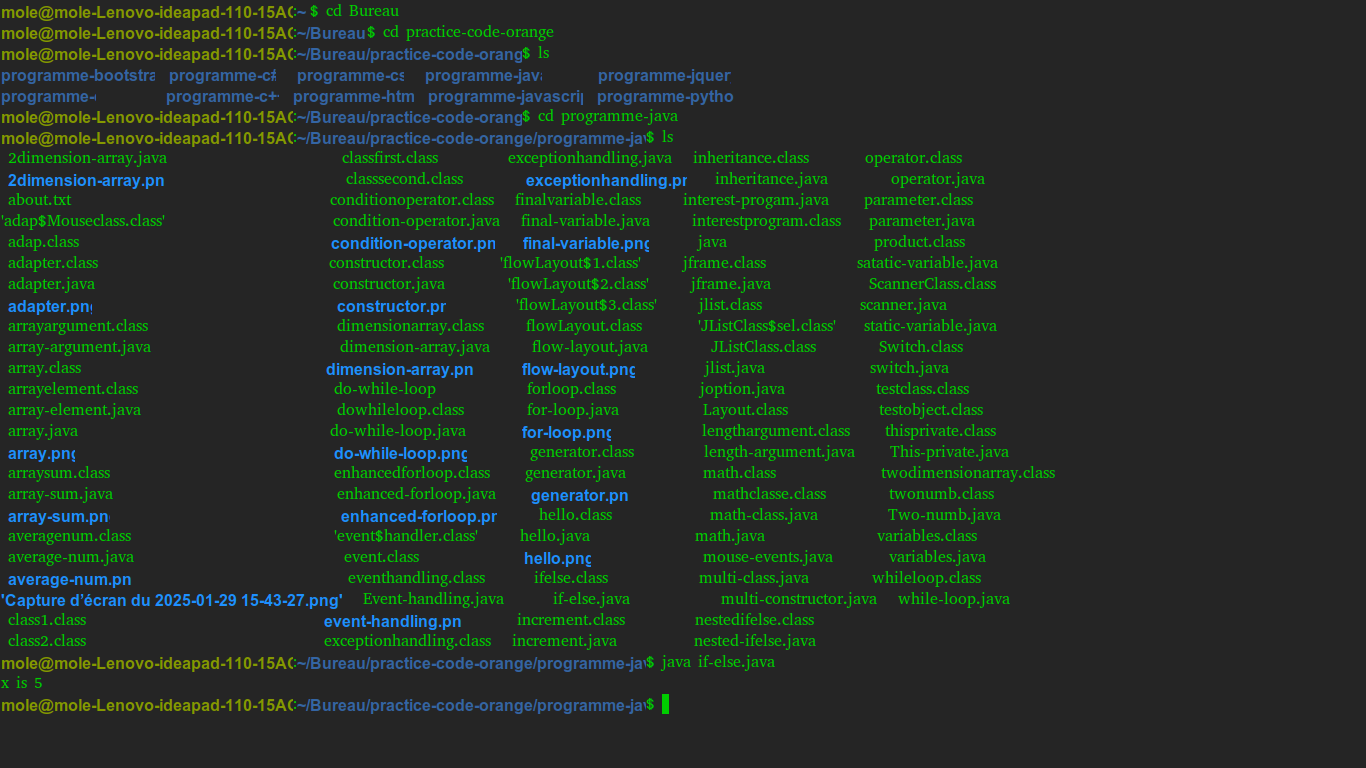 mole@mole-Lenovo-ideapad-110-15AC:~ $ cd Bureau
mole@mole-Lenovo-ideapad-110-15AC:~/Bureau $ cd practice-code-orange
mole@mole-Lenovo-ideapad-110-15AC:~/Bureau/practice-code-orang$ ls
programme-bootstra programme-c# programme-cs programme-java programme-jquer
programme- programme-c+ programme-htm programme-javascrip programme-pytho
mole@mole-Lenovo-ideapad-110-15AC:~/Bureau/practice-code-orang$ cd programme-java
mole@mole-Lenovo-ideapad-110-15AC:~/Bureau/practice-code-orange/programme-jav$ ls
2dimension-array.java classfirst.class exceptionhandling.java inheritance.class operator.class
2dimension-array.pn classsecond.class exceptionhandling.pr inheritance.java operator.java
about.txt conditionoperator.class finalvariable.class interest-progam.java parameter.class
'adap$Mouseclass.class' condition-operator.java final-variable.java interestprogram.class parameter.java
adap.class condition-operator.pn final-variable.png java product.class
adapter.class constructor.class 'flowLayout$1.class' jframe.class satatic-variable.java
adapter.java constructor.java 'flowLayout$2.class' jframe.java ScannerClass.class
adapter.png constructor.pr 'flowLayout$3.class' jlist.class scanner.java
arrayargument.class dimensionarray.class flowLayout.class 'JListClass$sel.class' static-variable.java
array-argument.java dimension-array.java flow-layout.java JListClass.class Switch.class
array.class dimension-array.pn flow-layout.png jlist.java switch.java
arrayelement.class do-while-loop forloop.class joption.java testclass.class
array-element.java dowhileloop.class for-loop.java Layout.class testobject.class
array.java do-while-loop.java for-loop.png lengthargument.class thisprivate.class
array.png do-while-loop.png generator.class length-argument.java This-private.java
arraysum.class enhancedforloop.class generator.java math.class twodimensionarray.class
array-sum.java enhanced-forloop.java generator.pn mathclasse.class twonumb.class
array-sum.pn enhanced-forloop.pr hello.class math-class.java Two-numb.java
averagenum.class 'event$handler.class' hello.java math.java variables.class
average-num.java event.class hello.png mouse-events.java variables.java
average-num.pn eventhandling.class ifelse.class multi-class.java whileloop.class
'Capture d’écran du 2025-01-29 15-43-27.png' Event-handling.java if-else.java multi-constructor.java while-loop.java
class1.class event-handling.pn increment.class nestedifelse.class
class2.class exceptionhandling.class increment.java nested-ifelse.java
mole@mole-Lenovo-ideapad-110-15AC:~/Bureau/practice-code-orange/programme-jav$ java if-else.java
x is 5
mole@mole-Lenovo-ideapad-110-15AC:~/Bureau/practice-code-orange/programme-jav$